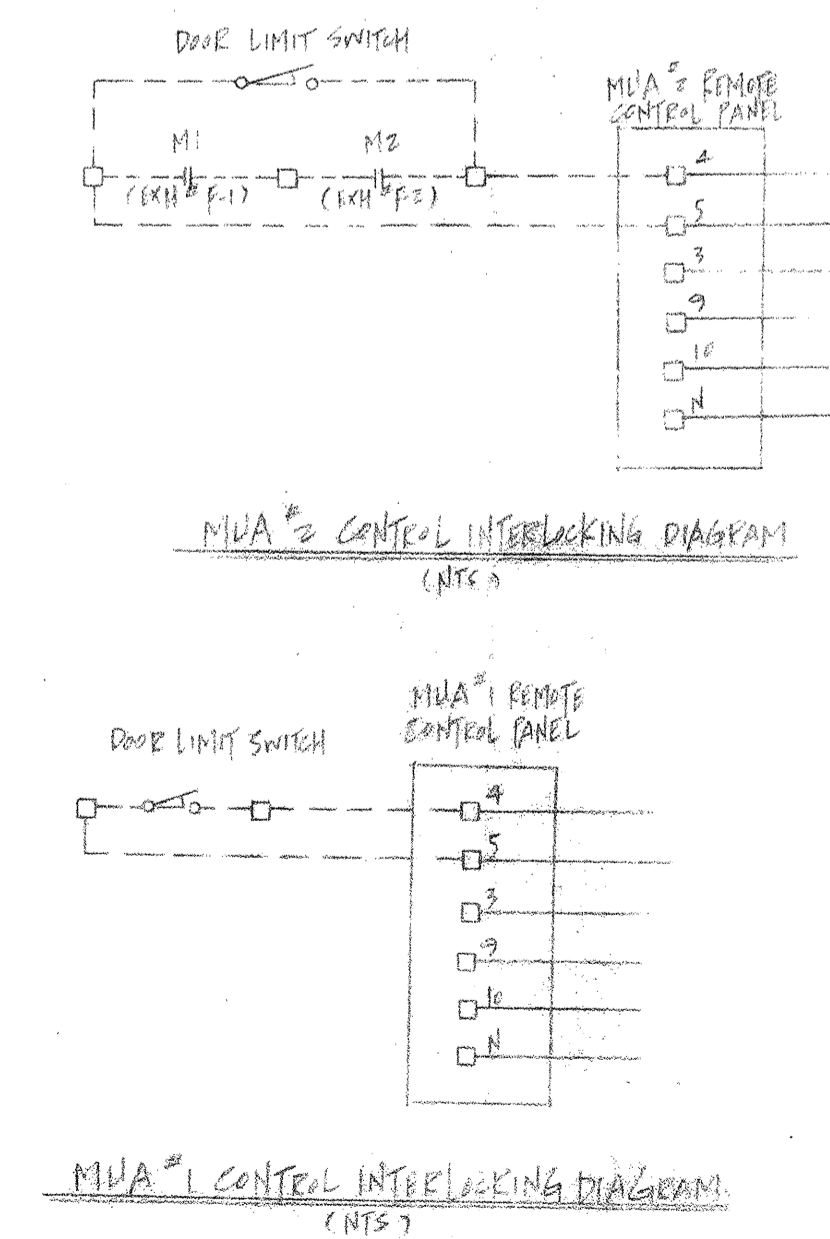 DOOR LIMIT SWITCH
MUA #2 REMOTE
CONTROL PANEL
M1
M2
(EXH # F-1)
(EXH # F-2)
4
5
3
9
10
N
MUA #2 CONTROL INTERLOCKING DIAGRAM
(NTS)
MUA #1 REMOTE
CONTROL PANEL
DOOR LIMIT SWITCH
4
5
3
9
10
N
MUA #1 CONTROL INTERLOCKING DIAGRAM
(NTS)